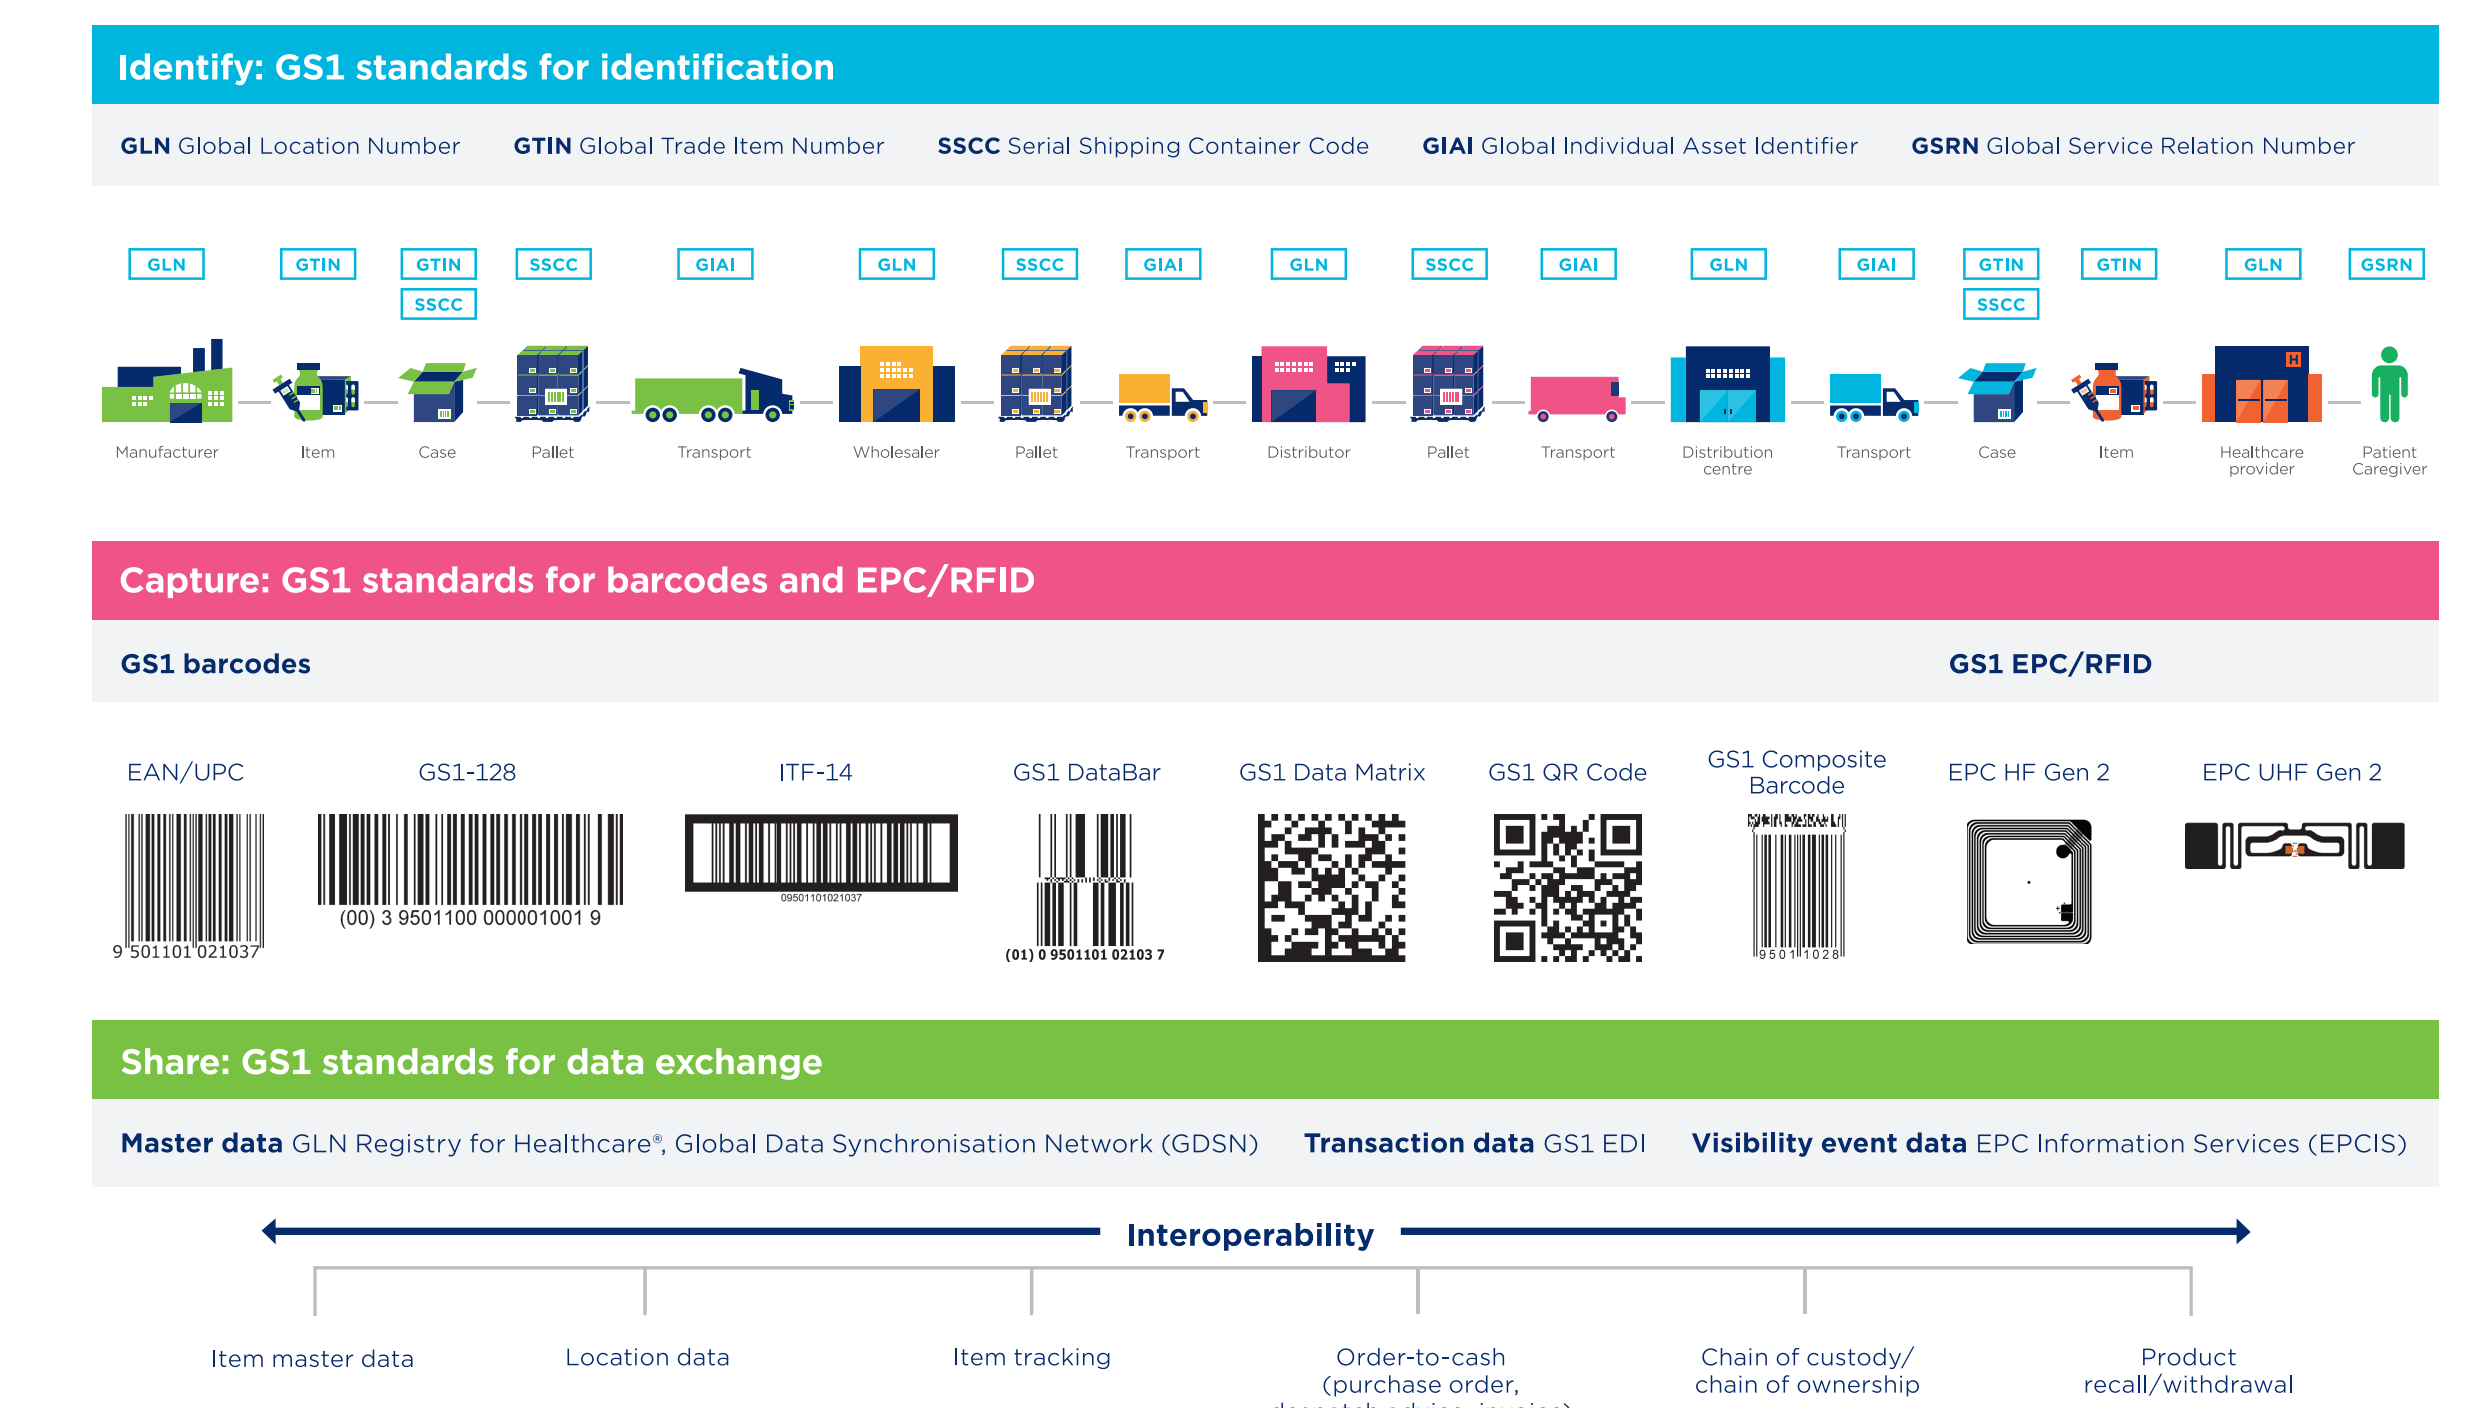 Identify: GS1 standards for identification
GLN Global Location Number GTIN Global Trade Item Number SSCC Serial Shipping Container Code GIAI Global Individual Asset Identifier GSRN Global Service Relation Number
GLN GTIN GTIN SSCC GIAI GLN SSCC GIAI GLN SSCC GIAI GLN GIAI GTIN GTIN GLN GSRN
SSCC SSCC
H
Manufacturer Item Case Pallet Transport Wholesaler Pallet Transport Distributor Pallet Transport Distribution Transport Case Item Healthcare Patient
centre provider Caregiver
Capture: GS1 standards for barcodes and EPC/RFID
GS1 barcodes GS1 EPC/RFID
EAN/UPC GS1-128 ITF-14 GS1 DataBar GS1 Data Matrix GS1 QR Code GS1 Composite EPC HF Gen 2 EPC UHF Gen 2
Barcode
09501101021037
(00) 3 9501100 000001001 9
9 501101 021037 (01) 0 9501101 02103 7 9501 1028
Share: GS1 standards for data exchange
Master data GLN Registry for Healthcare®, Global Data Synchronisation Network (GDSN) Transaction data GS1 EDI Visibility event data EPC Information Services (EPCIS)
Interoperability
Item master data Location data Item tracking Order-to-cash Chain of custody/ Product
(purchase order, chain of ownership recall/withdrawal